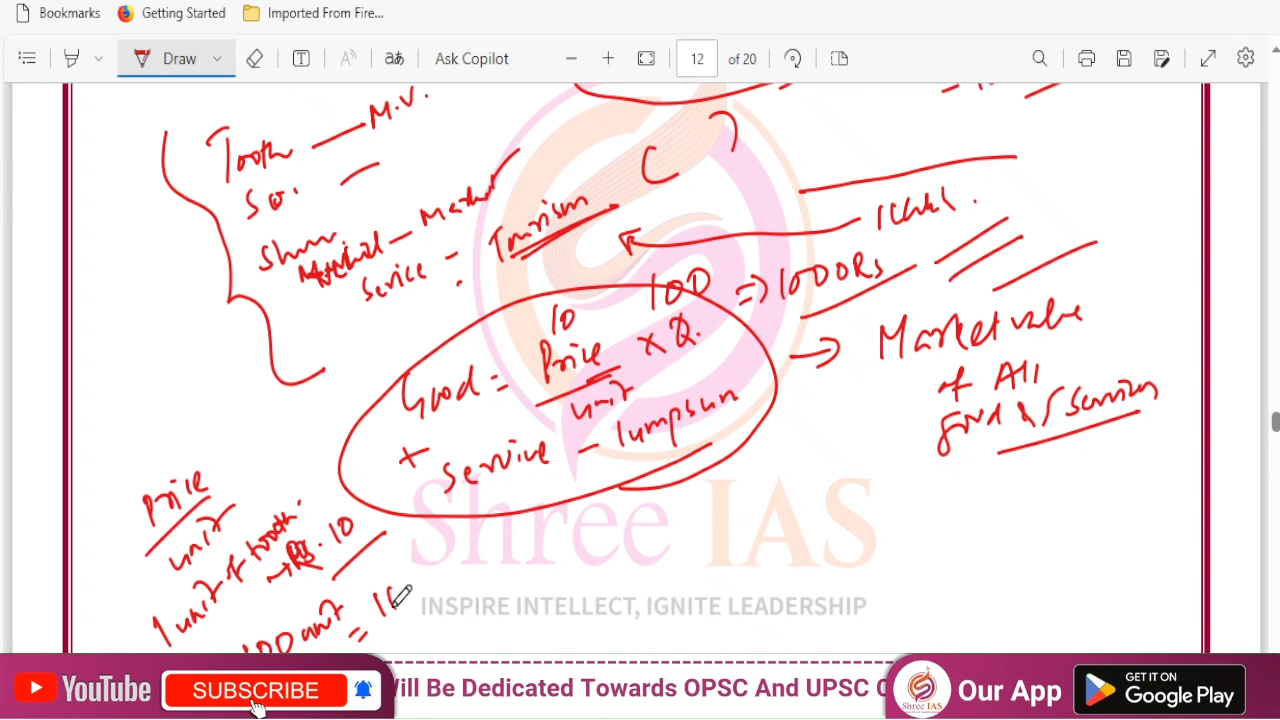 Bookmarks Getting Started Imported From Fire...
Draw Ask Copilot 12 of 20
Tooth — M.V.
Service = Tourism
100 => 1000Rs
10
Good = Price x Q.
unit
+ Service - lumpsum
→ Market value
of All
Good & Services
Price
unit
1 unit of tooth
→ Rs. 10
100 unit = 10
Shree IAS
INSPIRE INTELLECT, IGNITE LEADERSHIP
YouTube SUBSCRIBE Will Be Dedicated Towards OPSC And UPSC Shree IAS Our App GET IT ON Google Play